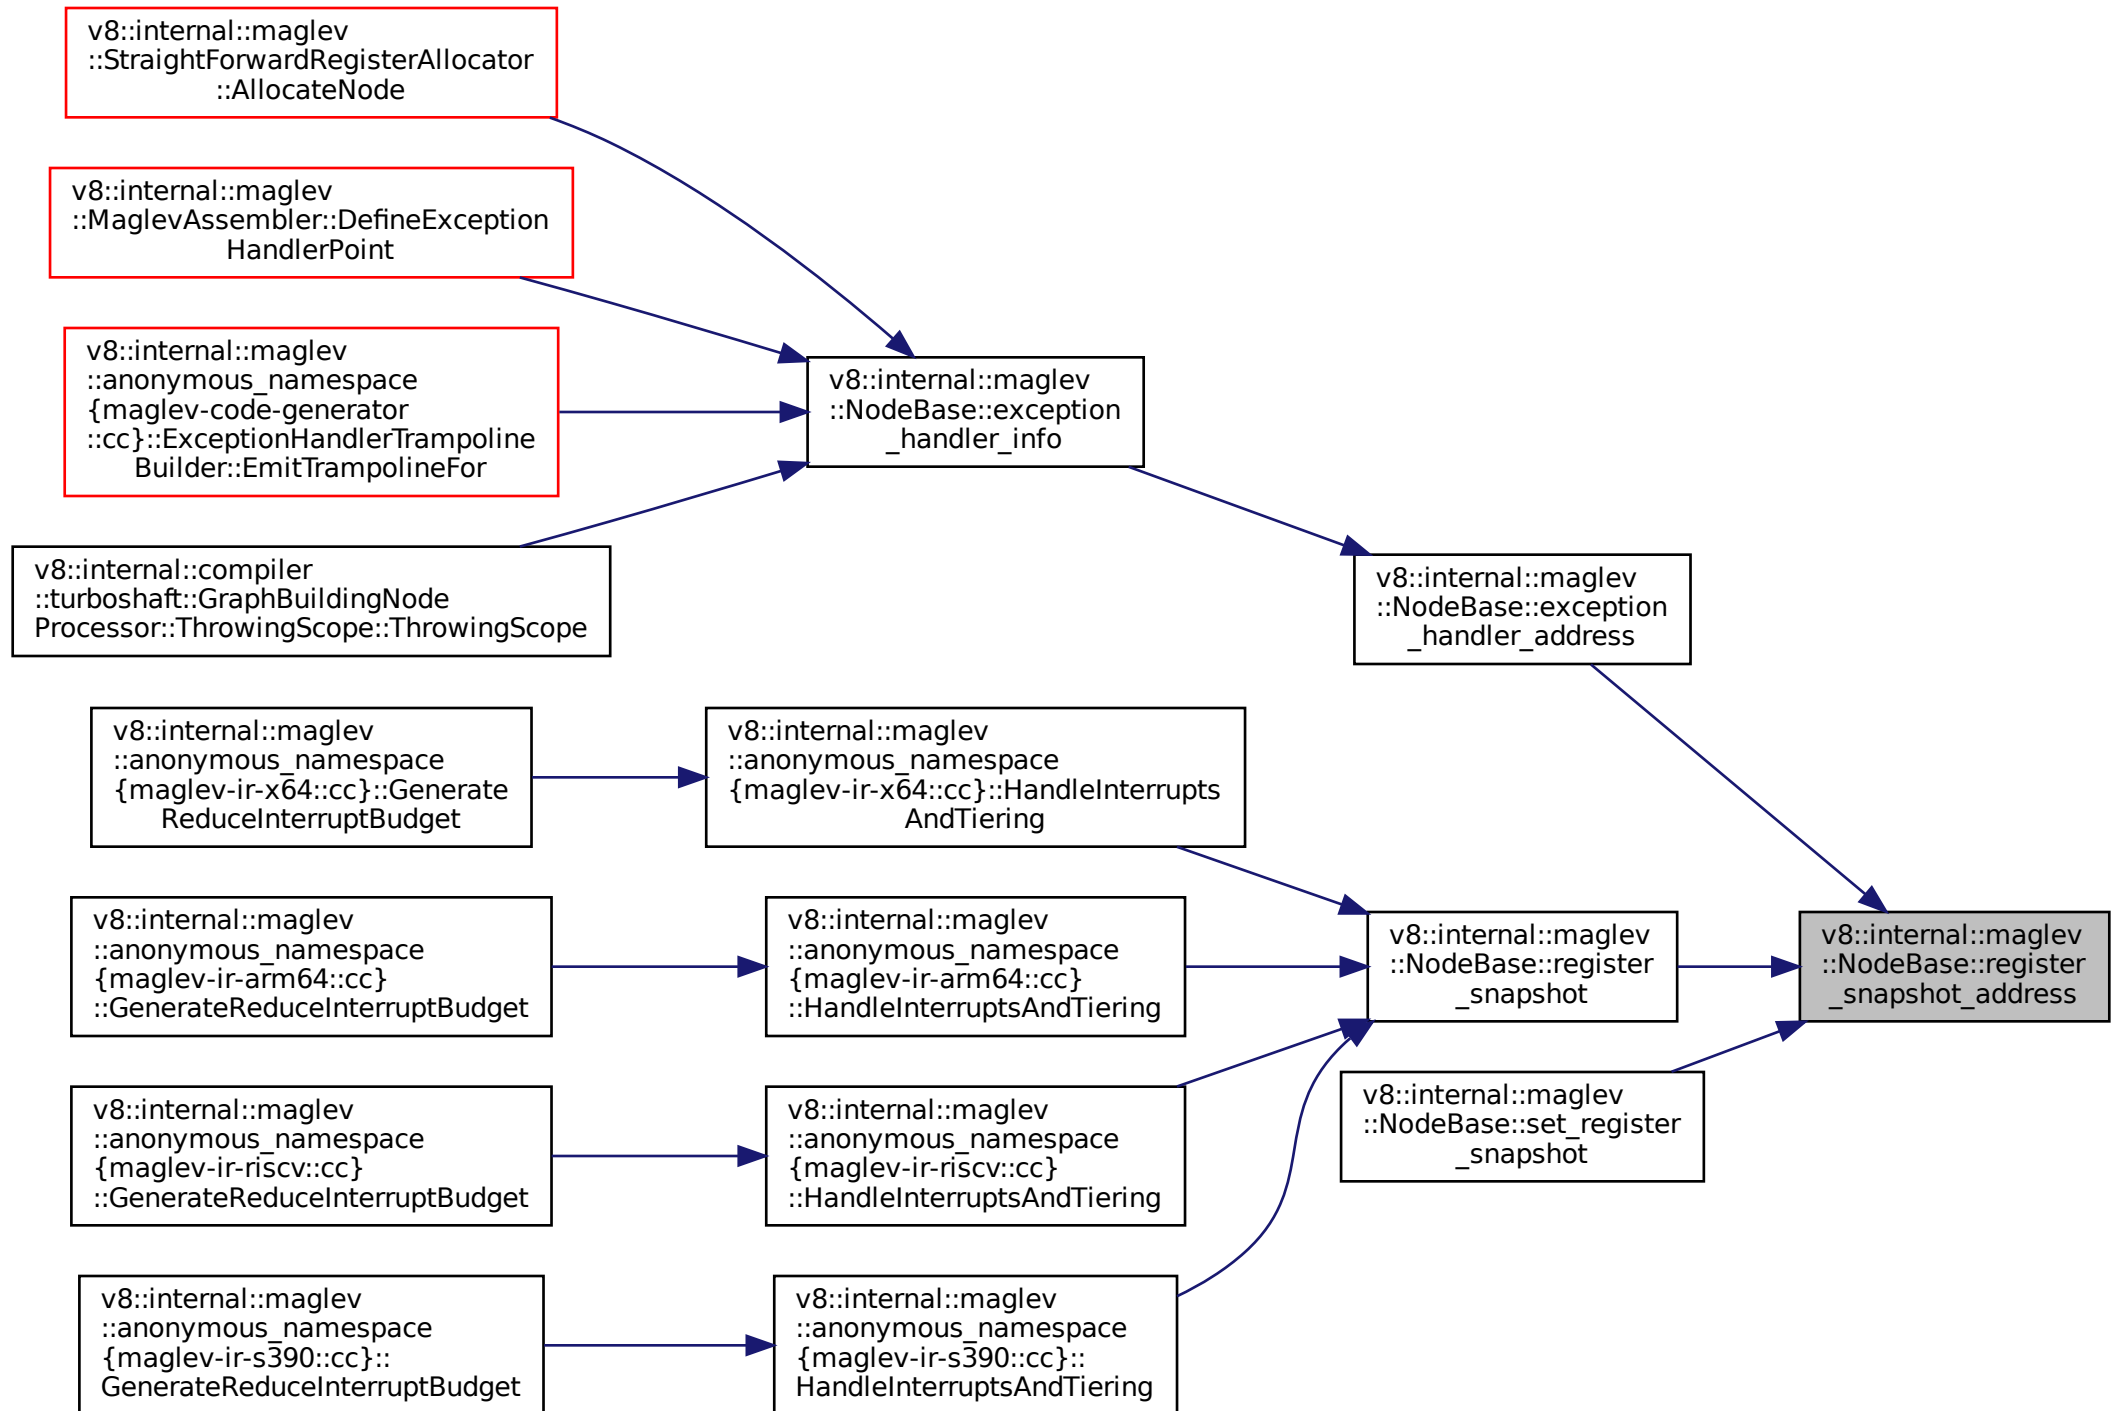 v8::internal::maglev
::StraightForwardRegisterAllocator
::AllocateNode
v8::internal::maglev
::MaglevAssembler::DefineException
HandlerPoint
v8::internal::maglev
::anonymous_namespace
{maglev-code-generator
::cc}::ExceptionHandlerTrampoline
Builder::EmitTrampolineFor
v8::internal::compiler
::turboshaft::GraphBuildingNode
Processor::ThrowingScope::ThrowingScope
v8::internal::maglev
::NodeBase::exception
_handler_info
v8::internal::maglev
::NodeBase::exception
_handler_address
v8::internal::maglev
::anonymous_namespace
{maglev-ir-x64::cc}::Generate
ReduceInterruptBudget
v8::internal::maglev
::anonymous_namespace
{maglev-ir-x64::cc}::HandleInterrupts
AndTiering
v8::internal::maglev
::anonymous_namespace
{maglev-ir-arm64::cc}
::GenerateReduceInterruptBudget
v8::internal::maglev
::anonymous_namespace
{maglev-ir-arm64::cc}
::HandleInterruptsAndTiering
v8::internal::maglev
::NodeBase::register
_snapshot
v8::internal::maglev
::NodeBase::register
_snapshot_address
v8::internal::maglev
::anonymous_namespace
{maglev-ir-riscv::cc}
::GenerateReduceInterruptBudget
v8::internal::maglev
::anonymous_namespace
{maglev-ir-riscv::cc}
::HandleInterruptsAndTiering
v8::internal::maglev
::NodeBase::set_register
_snapshot
v8::internal::maglev
::anonymous_namespace
{maglev-ir-s390::cc}::
GenerateReduceInterruptBudget
v8::internal::maglev
::anonymous_namespace
{maglev-ir-s390::cc}::
HandleInterruptsAndTiering